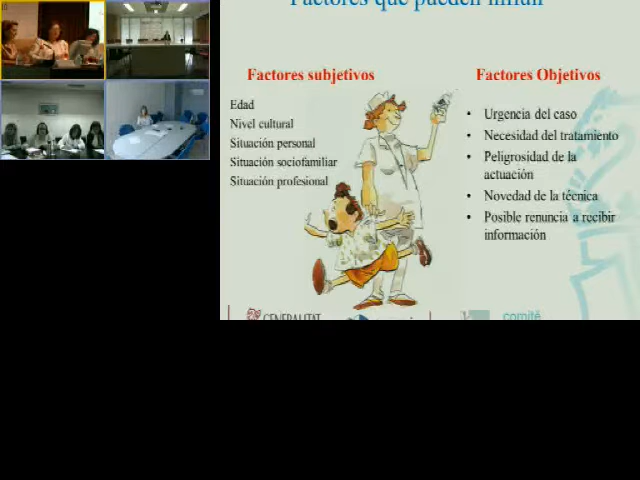 Factores que pueden influir
Factores subjetivos
Edad
Nivel cultural
Situación personal
Situación sociofamiliar
Situación profesional
Factores Objetivos
• Urgencia del caso
• Necesidad del tratamiento
• Peligrosidad de la
actuación
• Novedad de la técnica
• Posible renuncia a recibir
información
GENERALITAT
comité